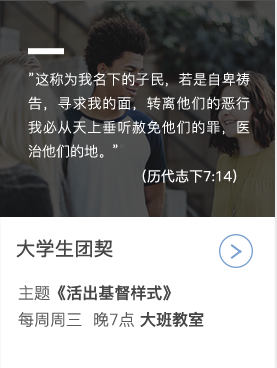 ”这称为我名下的子民，若是自卑祷
告，寻求我的面，转离他们的恶行
我必从天上垂听赦免他们的罪，医
治他们的地。”
（历代志下7:14）
大学生团契
主题《活出基督样式》
每周周三 晚7点 大班教室